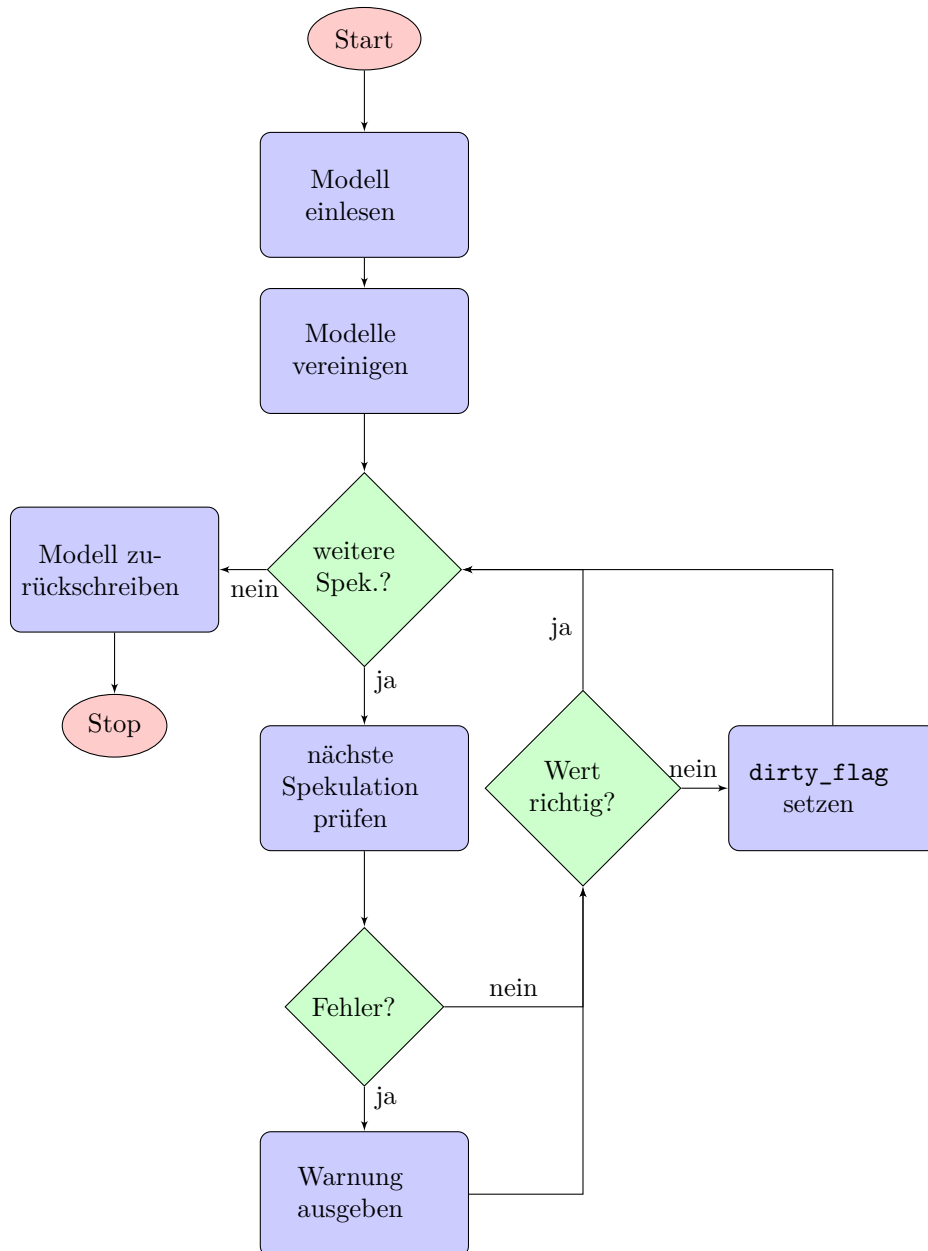 Start
Modell
einlesen
Modelle
vereinigen
weitere
Spek.?
nein
Modell zu-
rückschreiben
Stop
ja
nächste
Spekulation
prüfen
Fehler?
nein
ja
Warnung
ausgeben
Wert
richtig?
ja
nein
dirty_flag
setzen